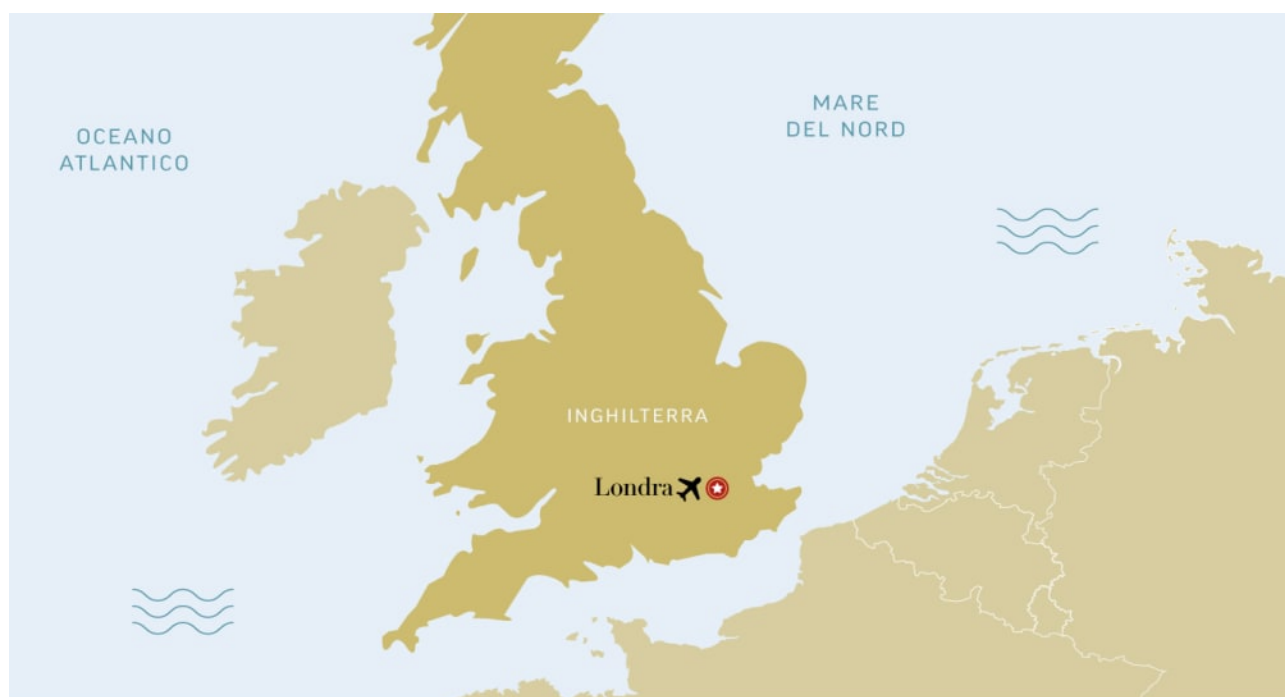 OCEANO
ATLANTICO
MARE
DEL NORD
INGHILTERRA
Londra